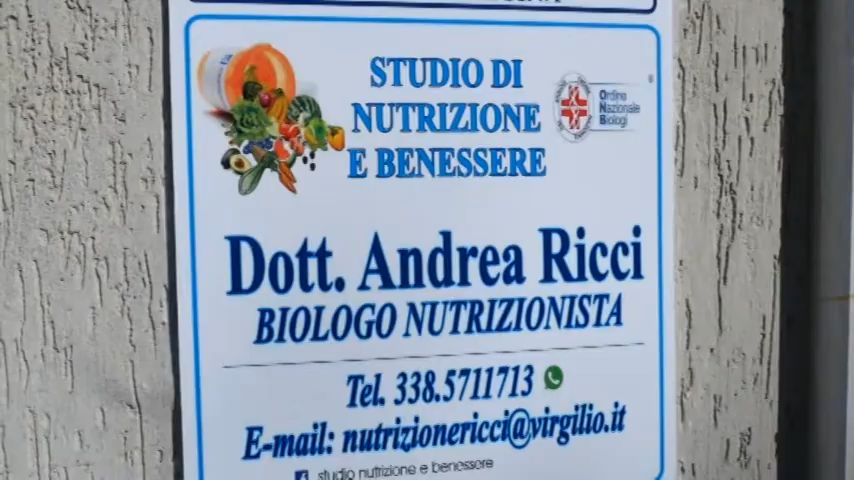 STUDIO DI
NUTRIZIONE
E BENESSERE
Ordine
Nazionale
Biologi
Dott. Andrea Ricci
BIOLOGO NUTRIZIONISTA
Tel. 338.5711713
E-mail: nutrizionericci@virgilio.it
studio nutrizione e benessere